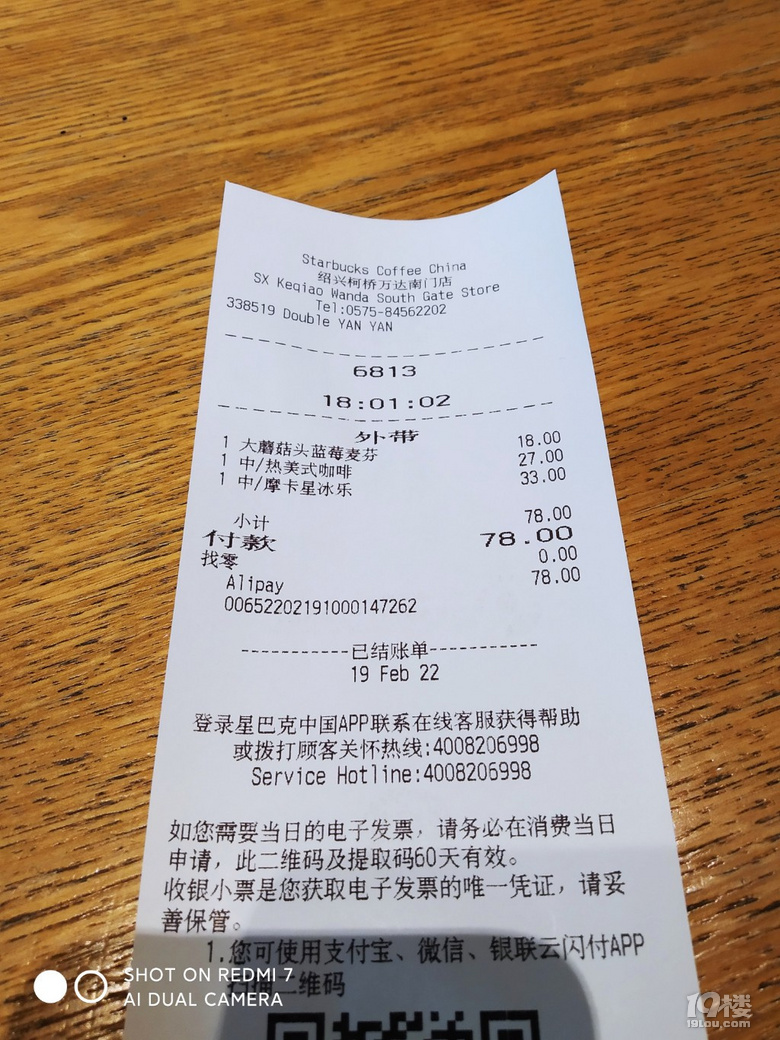 Starbucks Coffee China
绍兴柯桥万达南门店
SX Keqiao Wanda South Gate Store
Tel:0575-84562202
338519 Double YAN YAN
6813
18:01:02
外带
1 大蘑菇头蓝莓麦芬 18.00
1 中/热美式咖啡 27.00
1 中/摩卡星冰乐 33.00
小计 78.00
付款 78.00
找零 0.00
Alipay 78.00
00652202191000147262
-----------已结账单-----------
19 Feb 22
登录星巴克中国APP联系在线客服获得帮助
或拨打顾客关怀热线:4008206998
Service Hotline:4008206998
如您需要当日的电子发票，请务必在消费当日
申请，此二维码及提取码60天有效。
收银小票是您获取电子发票的唯一凭证，请妥
善保管。
1.您可使用支付宝、微信、银联云闪付APP
扫描二维码
SHOT ON REDMI 7
AI DUAL CAMERA
19楼
19lou.com